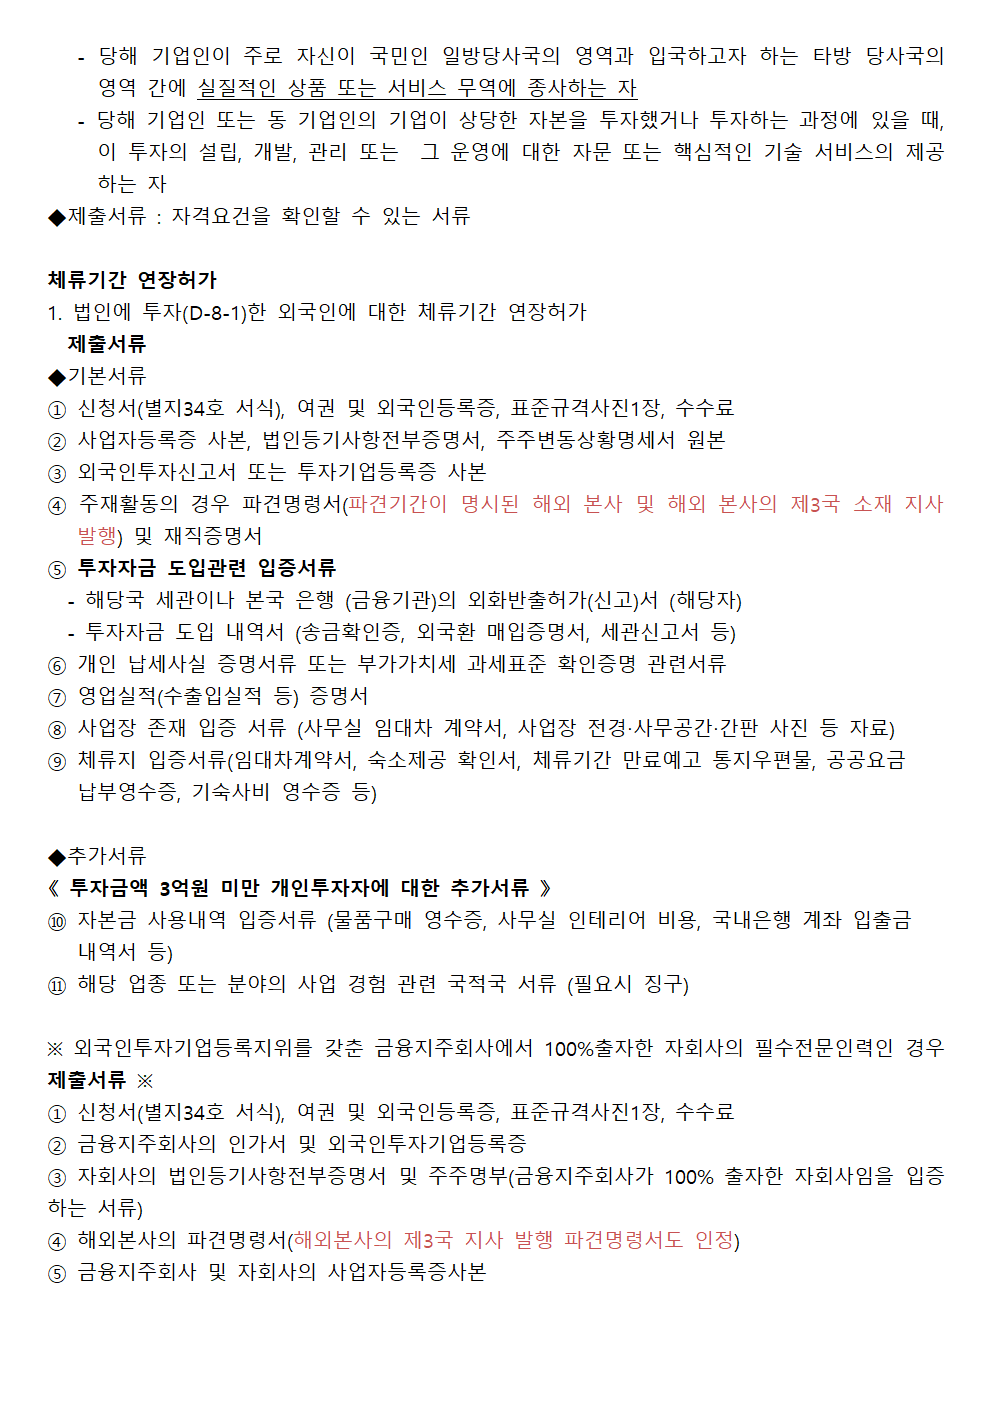 - 당해 기업인이 주로 자신이 국민인 일방당사국의 영역과 입국하고자 하는 타방 당사국의
영역 간에 실질적인 상품 또는 서비스 무역에 종사하는 자
- 당해 기업인 또는 동 기업인의 기업이 상당한 자본을 투자했거나 투자하는 과정에 있을 때,
이 투자의 설립, 개발, 관리 또는 그 운영에 대한 자문 또는 핵심적인 기술 서비스의 제공
하는 자
◆제출서류 : 자격요건을 확인할 수 있는 서류
체류기간 연장허가
1. 법인에 투자(D-8-1)한 외국인에 대한 체류기간 연장허가
제출서류
◆기본서류
① 신청서(별지34호 서식), 여권 및 외국인등록증, 표준규격사진1장, 수수료
② 사업자등록증 사본, 법인등기사항전부증명서, 주주변동상황명세서 원본
③ 외국인투자신고서 또는 투자기업등록증 사본
④ 주재활동의 경우 파견명령서(파견기간이 명시된 해외 본사 및 해외 본사의 제3국 소재 지사
발행) 및 재직증명서
⑤ 투자자금 도입관련 입증서류
- 해당국 세관이나 본국 은행 (금융기관)의 외화반출허가(신고)서 (해당자)
- 투자자금 도입 내역서 (송금확인증, 외국환 매입증명서, 세관신고서 등)
⑥ 개인 납세사실 증명서류 또는 부가가치세 과세표준 확인증명 관련서류
⑦ 영업실적(수출입실적 등) 증명서
⑧ 사업장 존재 입증 서류 (사무실 임대차 계약서, 사업장 전경·사무공간·간판 사진 등 자료)
⑨ 체류지 입증서류(임대차계약서, 숙소제공 확인서, 체류기간 만료예고 통지우편물, 공공요금
납부영수증, 기숙사비 영수증 등)
◆추가서류
《 투자금액 3억원 미만 개인투자자에 대한 추가서류 》
⑩ 자본금 사용내역 입증서류 (물품구매 영수증, 사무실 인테리어 비용, 국내은행 계좌 입출금
내역서 등)
⑪ 해당 업종 또는 분야의 사업 경험 관련 국적국 서류 (필요시 징구)
※ 외국인투자기업등록지위를 갖춘 금융지주회사에서 100%출자한 자회사의 필수전문인력인 경우
제출서류 ※
① 신청서(별지34호 서식), 여권 및 외국인등록증, 표준규격사진1장, 수수료
② 금융지주회사의 인가서 및 외국인투자기업등록증
③ 자회사의 법인등기사항전부증명서 및 주주명부(금융지주회사가 100% 출자한 자회사임을 입증
하는 서류)
④ 해외본사의 파견명령서(해외본사의 제3국 지사 발행 파견명령서도 인정)
⑤ 금융지주회사 및 자회사의 사업자등록증사본